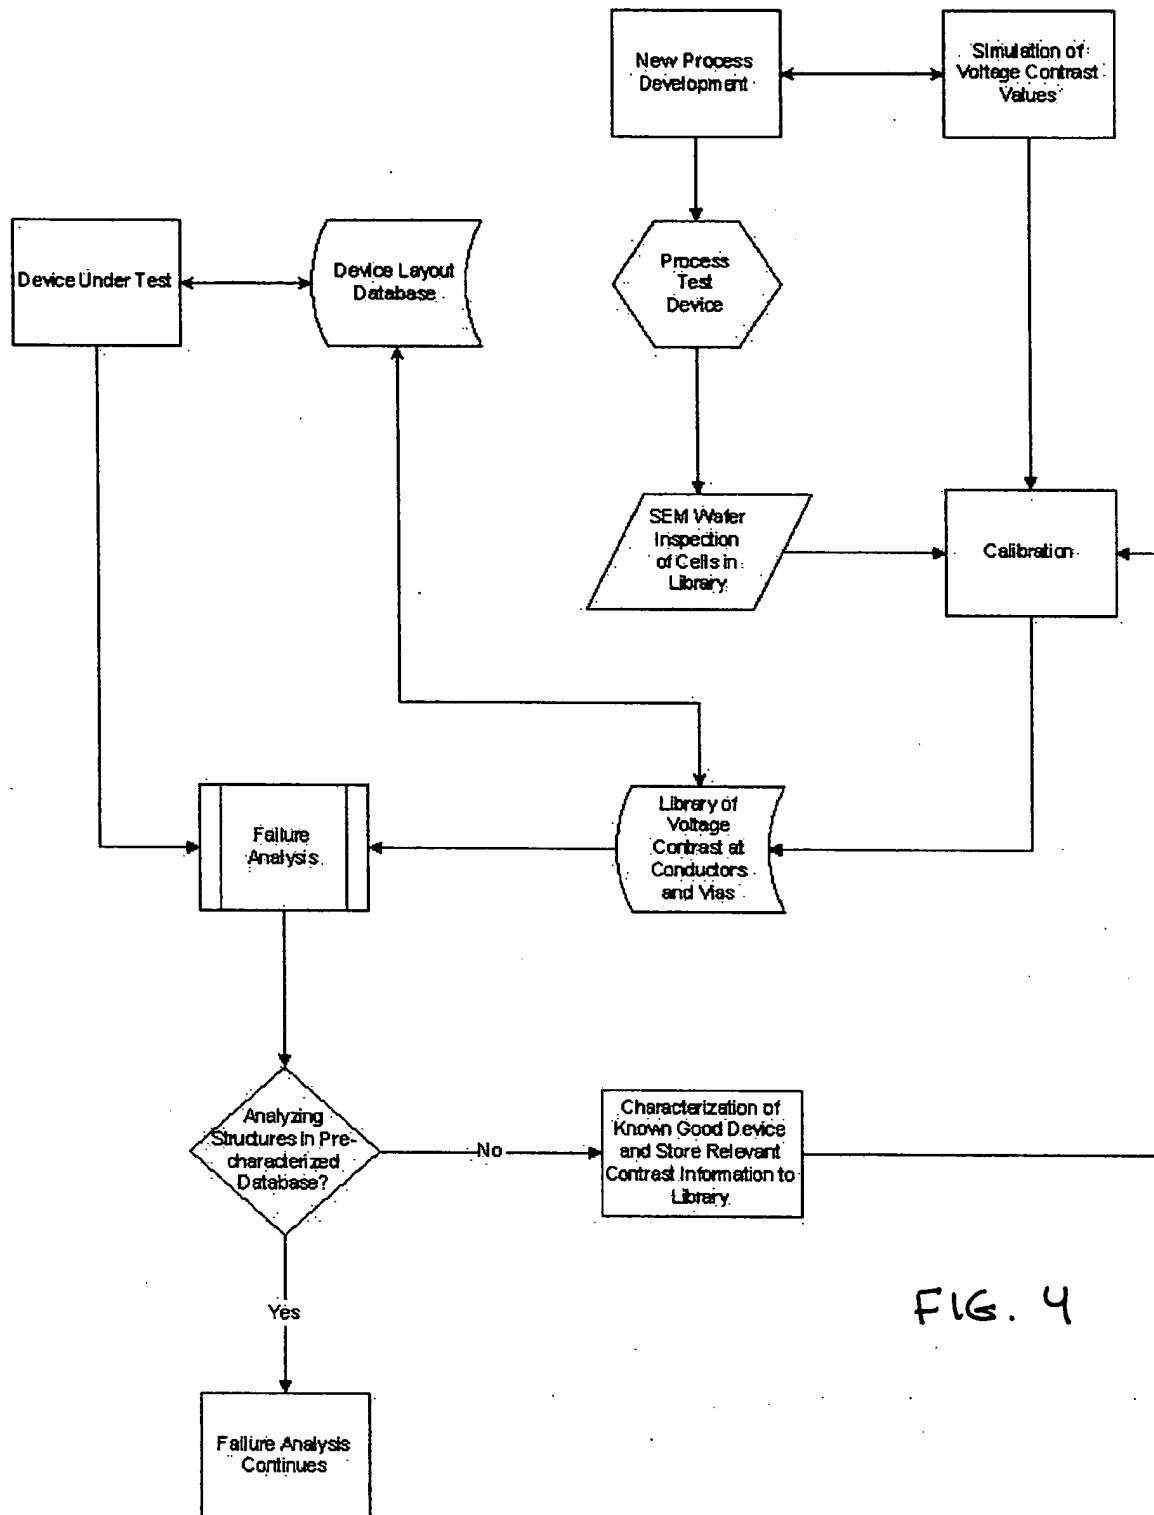 New Process
Development
Simulation of
Voltage Contrast
Values
Device Under Test
Device Layout
Database
Process
Test
Device
SEM Wafer
Inspection
of Cells in
Library
Calibration
Failure
Analysis
Library of
Voltage
Contrast at
Conductors
and Vias
Analyzing
Structures in Pre-
characterized
Database?
No
Characterization of
Known Good Device
and Store Relevant
Contrast Information to
Library
Yes
FIG. 4
Failure Analysis
Continues